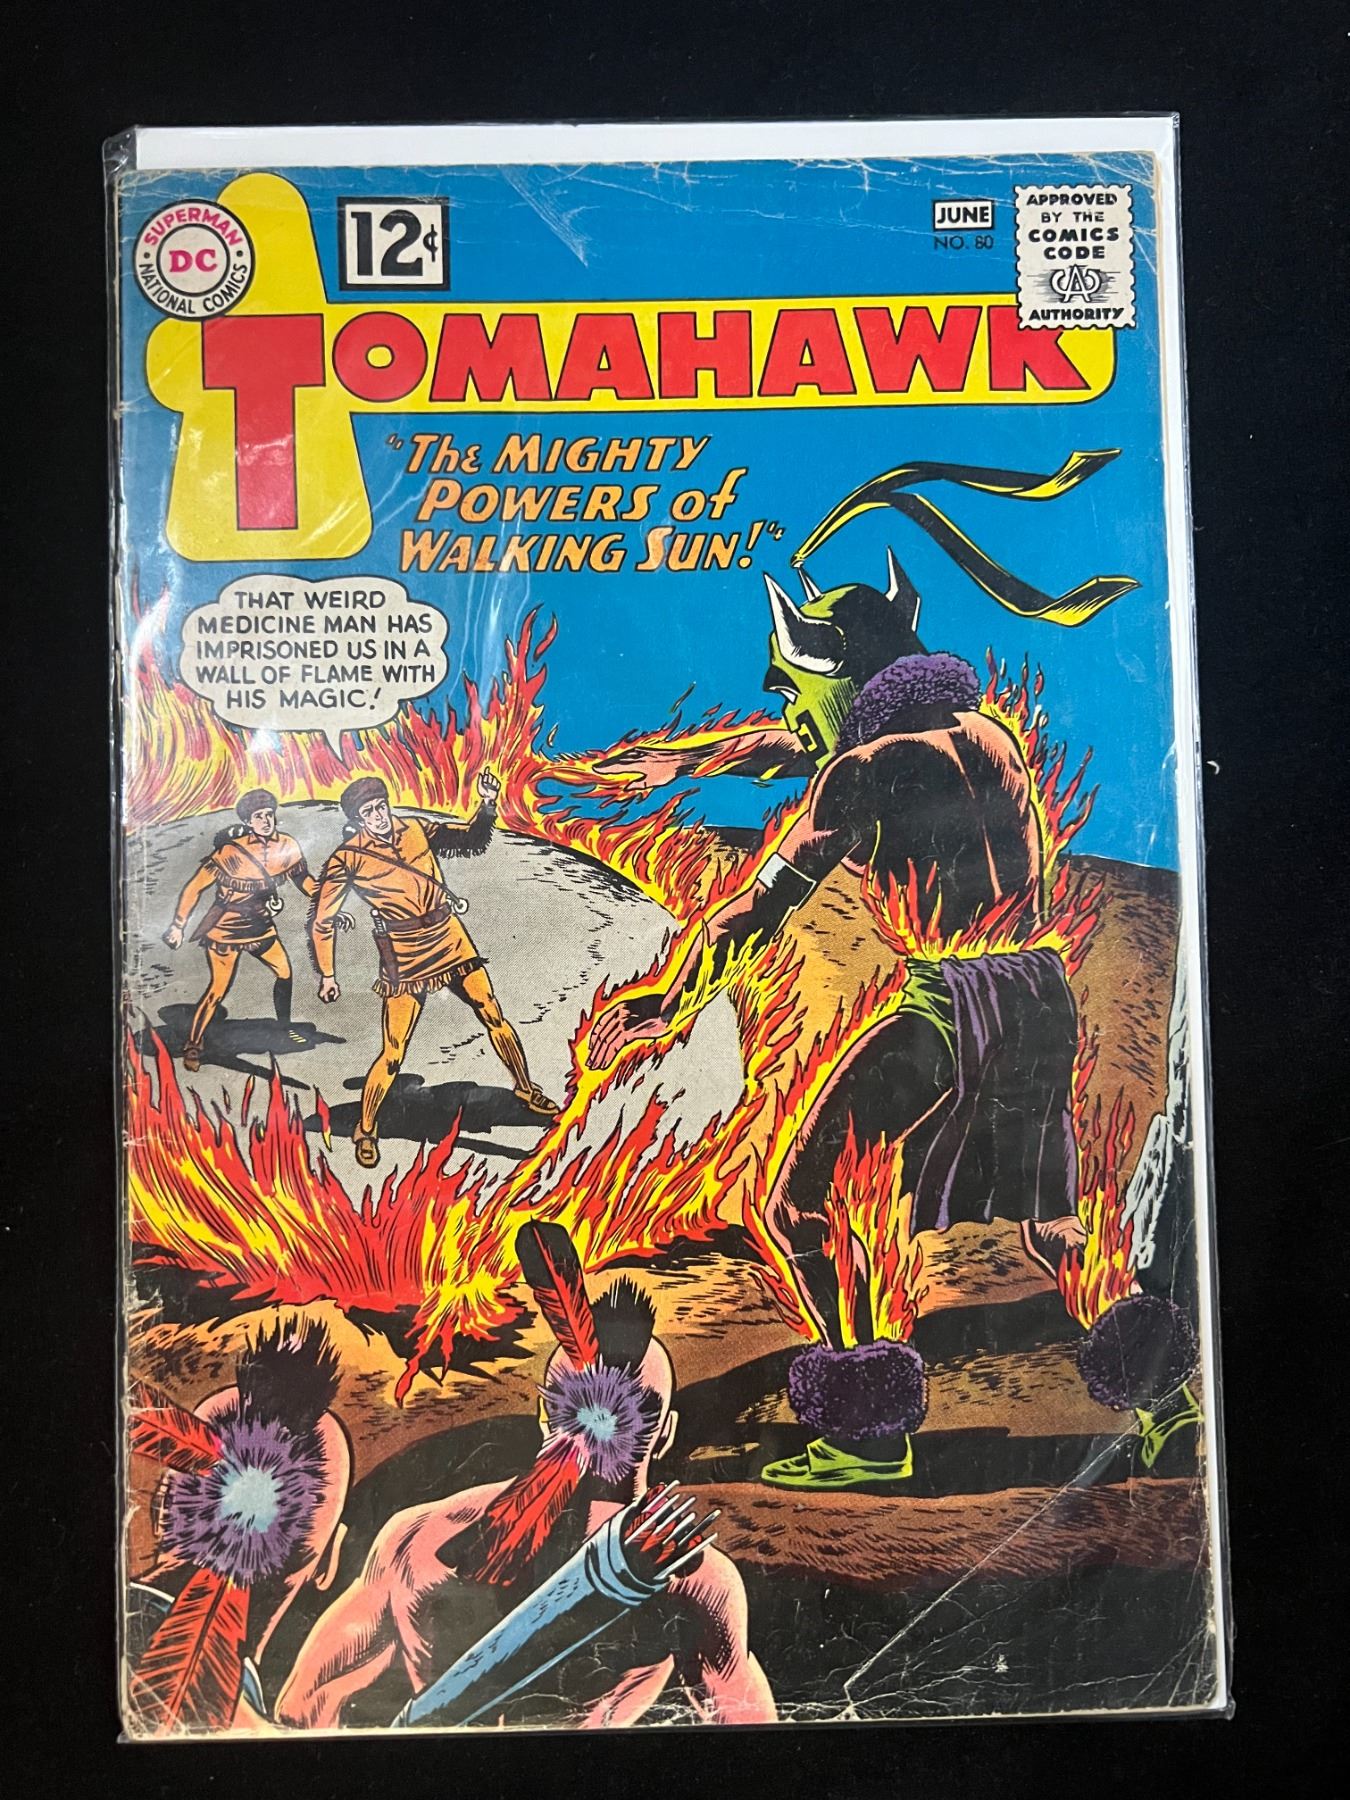 SUPERMAN
DC
NATIONAL COMICS
12¢
JUNE
NO. 80
APPROVED
BY THE
COMICS
CODE
CA
AUTHORITY
TOMAHAWK
"THE MIGHTY
POWERS of
WALKING SUN!"
THAT WEIRD
MEDICINE MAN HAS
IMPRISONED US IN A
WALL OF FLAME WITH
HIS MAGIC!